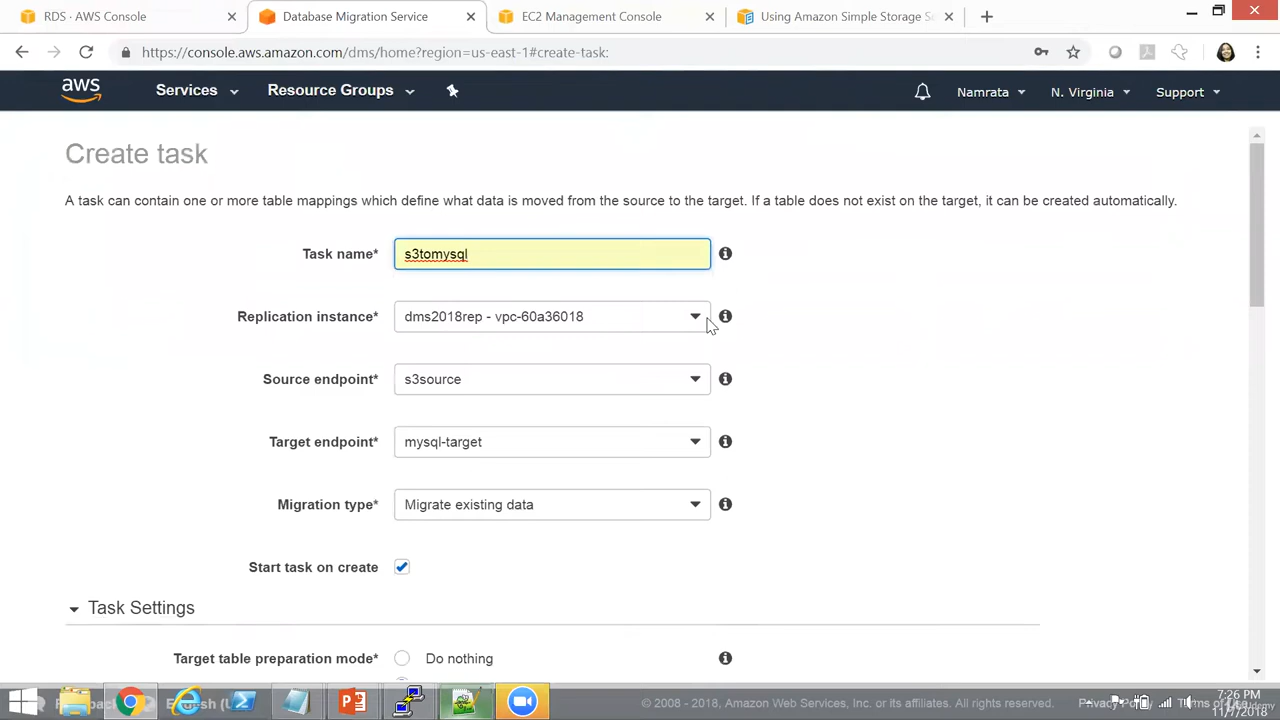 RDS · AWS Console
Database Migration Service
EC2 Management Console
Using Amazon Simple Storage S
https://console.aws.amazon.com/dms/home?region=us-east-1#create-task:
aws
Services
Resource Groups
Namrata
N. Virginia
Support
Create task
A task can contain one or more table mappings which define what data is moved from the source to the target. If a table does not exist on the target, it can be created automatically.
Task name*
s3tomysql
Replication instance*
dms2018rep - vpc-60a36018
Source endpoint*
s3source
Target endpoint*
mysql-target
Migration type*
Migrate existing data
Start task on create
Task Settings
Target table preparation mode*
Do nothing
© 2008 - 2018, Amazon Web Services, Inc. or its affiliates. All rights reserved.
Privacy
7:26 PM
11/7/2018